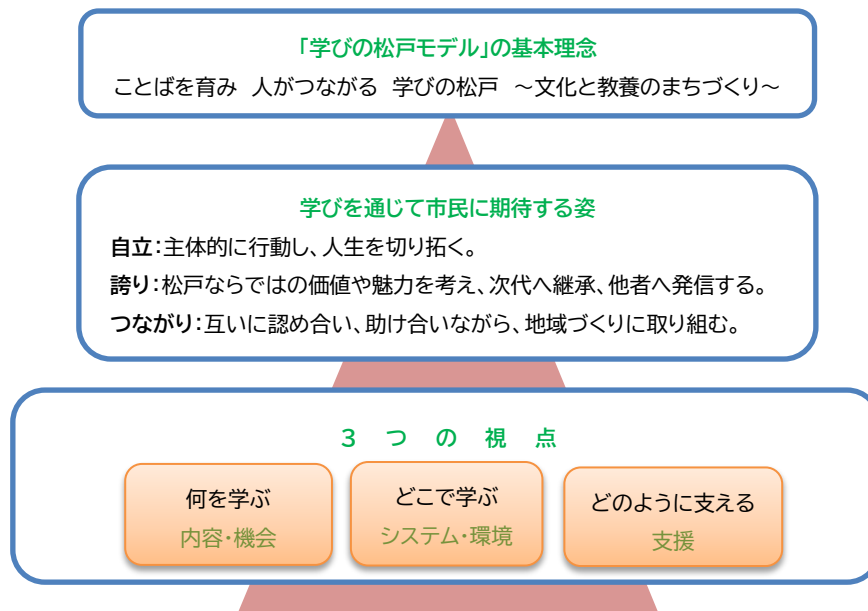 「学びの松戸モデル」の基本理念
ことばを育み 人がつながる 学びの松戸 ～文化と教養のまちづくり～
学びを通じて市民に期待する姿
自立：主体的に行動し、人生を切り拓く。
誇り：松戸ならではの価値や魅力を考え、次代へ継承、他者へ発信する。
つながり：互いに認め合い、助け合いながら、地域づくりに取り組む。
３つの視点
何を学ぶ
内容・機会
どこで学ぶ
システム・環境
どのように支える
支援